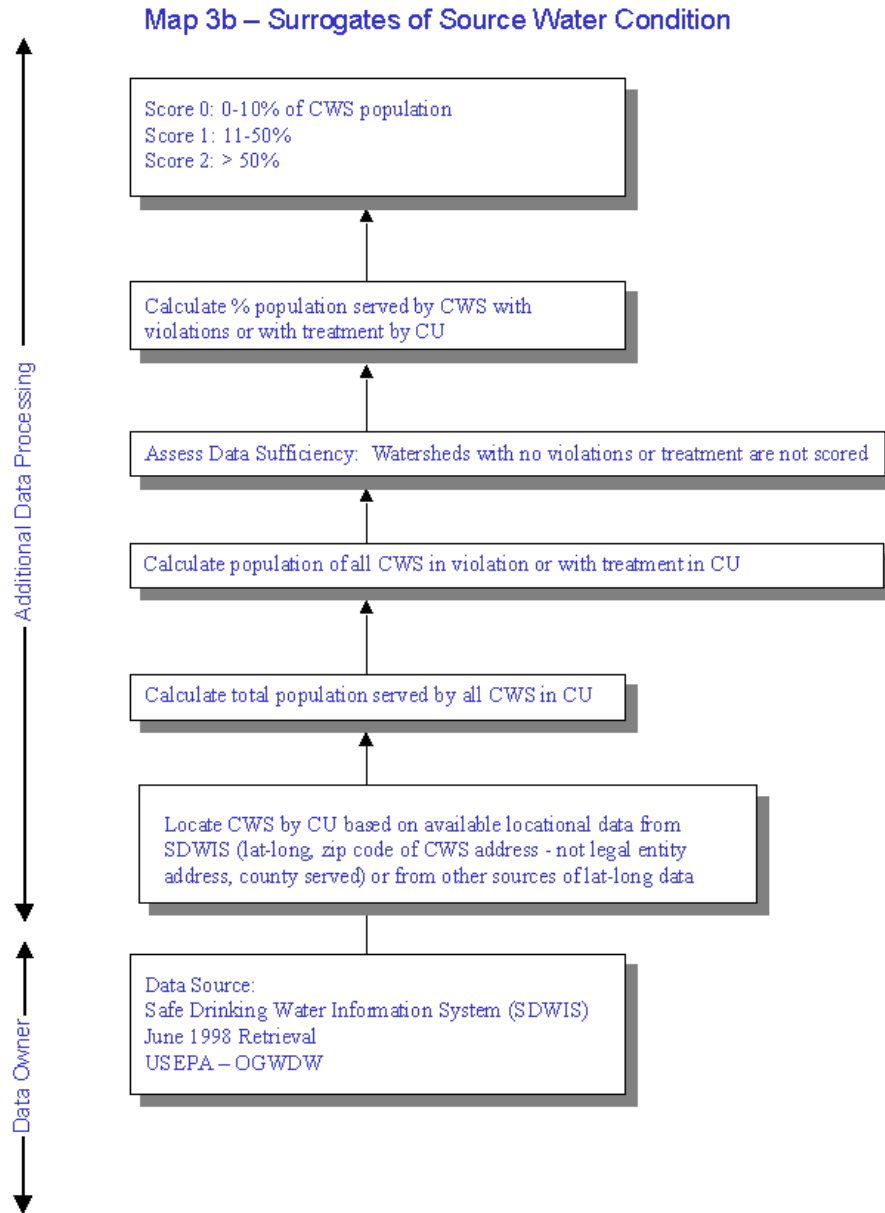 Map 3b – Surrogates of Source Water Condition
Score 0: 0-10% of CWS population
Score 1: 11-50%
Score 2: > 50%
Calculate % population served by CWS with
violations or with treatment by CU
Assess Data Sufficiency: Watersheds with no violations or treatment are not scored
Calculate population of all CWS in violation or with treatment in CU
Calculate total population served by all CWS in CU
Locate CWS by CU based on available locational data from
SDWIS (lat-long, zip code of CWS address - not legal entity
address, county served) or from other sources of lat-long data
Data Source:
Safe Drinking Water Information System (SDWIS)
June 1998 Retrieval
USEPA – OGWDW
Additional Data Processing
Data Owner